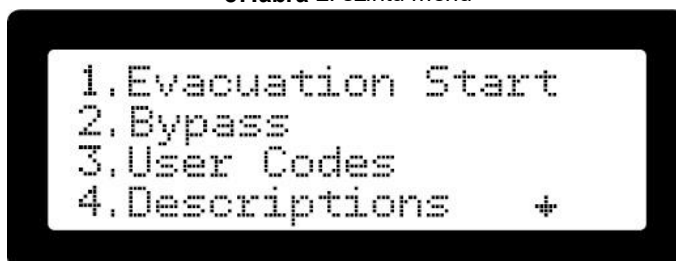 1.Evacuation Start
2.Bypass
3.User Codes
4.Descriptions ↓